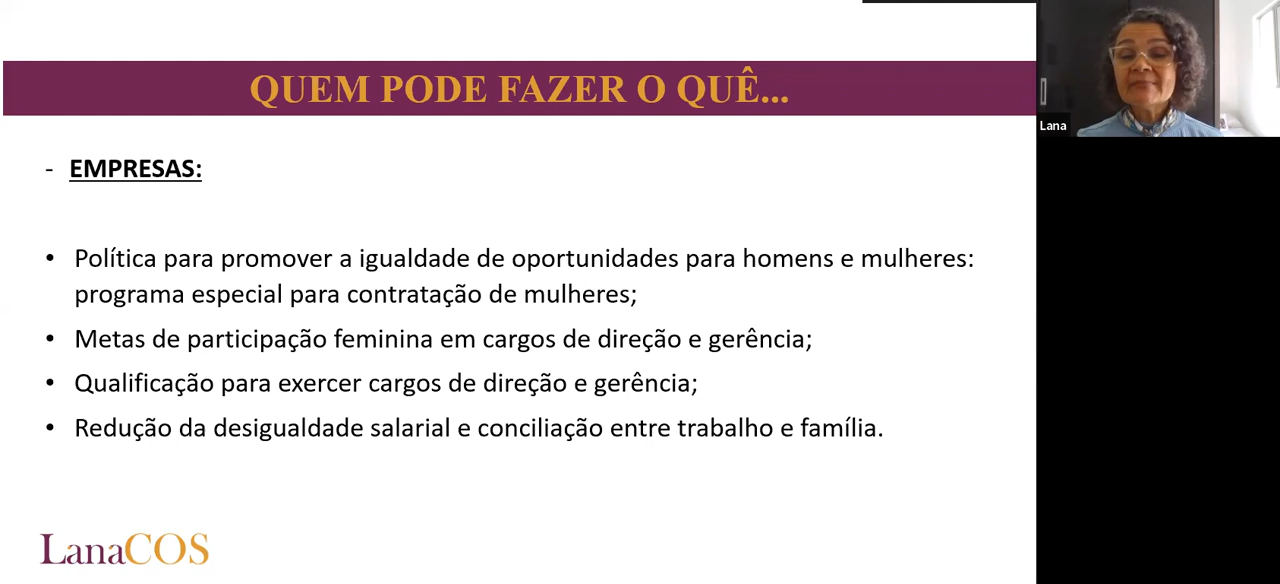 QUEM PODE FAZER O QUÊ...
- EMPRESAS:
• Política para promover a igualdade de oportunidades para homens e mulheres:
programa especial para contratação de mulheres;
• Metas de participação feminina em cargos de direção e gerência;
• Qualificação para exercer cargos de direção e gerência;
• Redução da desigualdade salarial e conciliação entre trabalho e família.
LanaCOS
Lana